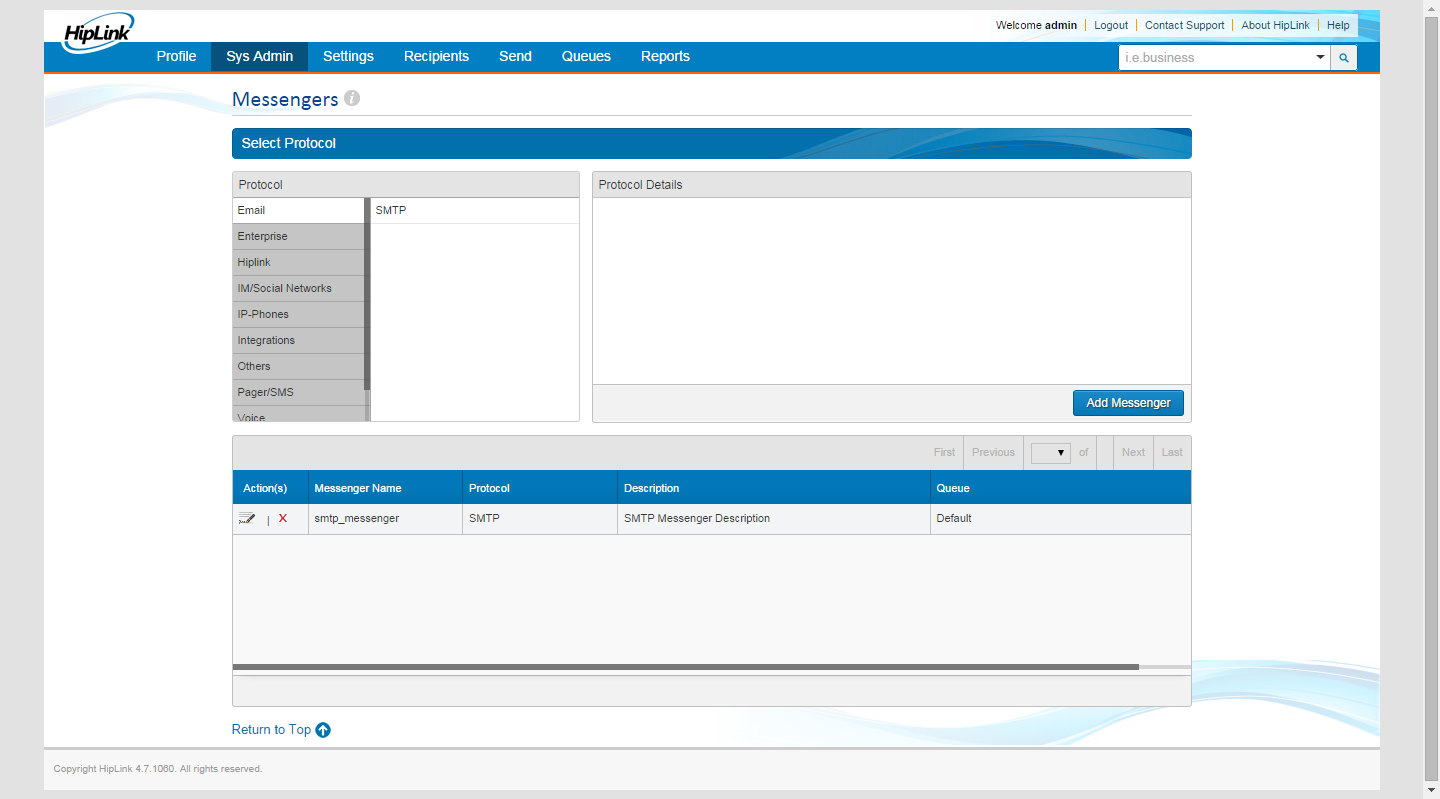 HipLink
Welcome admin Logout Contact Support About HipLink Help
Profile Sys Admin Settings Recipients Send Queues Reports i.e.business
Messengers i
Select Protocol
Protocol Protocol Details
Email SMTP
Enterprise
Hiplink
IM/Social Networks
IP-Phones
Integrations
Others
Pager/SMS
Voice
Add Messenger
First Previous of Next Last
Action(s) Messenger Name Protocol Description Queue
| X smtp_messenger SMTP SMTP Messenger Description Default
Return to Top
Copyright HipLink 4.7.1060. All rights reserved.